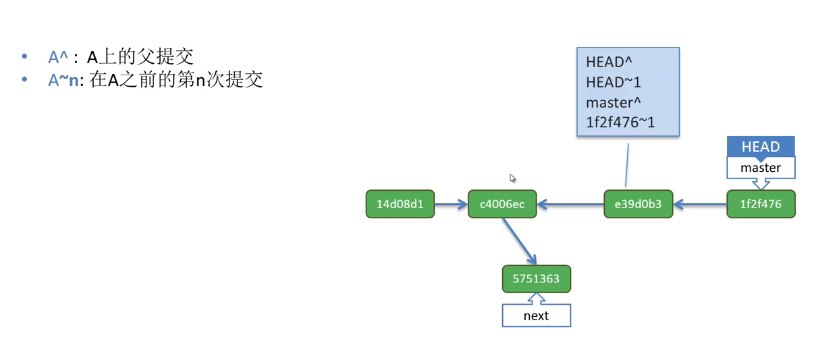 • A^ : A上的父提交
• A~n: 在A之前的第n次提交
HEAD^
HEAD~1
master^
1f2f476~1
HEAD
master
14d08d1
c4006ec
e39d0b3
1f2f476
5751363
next